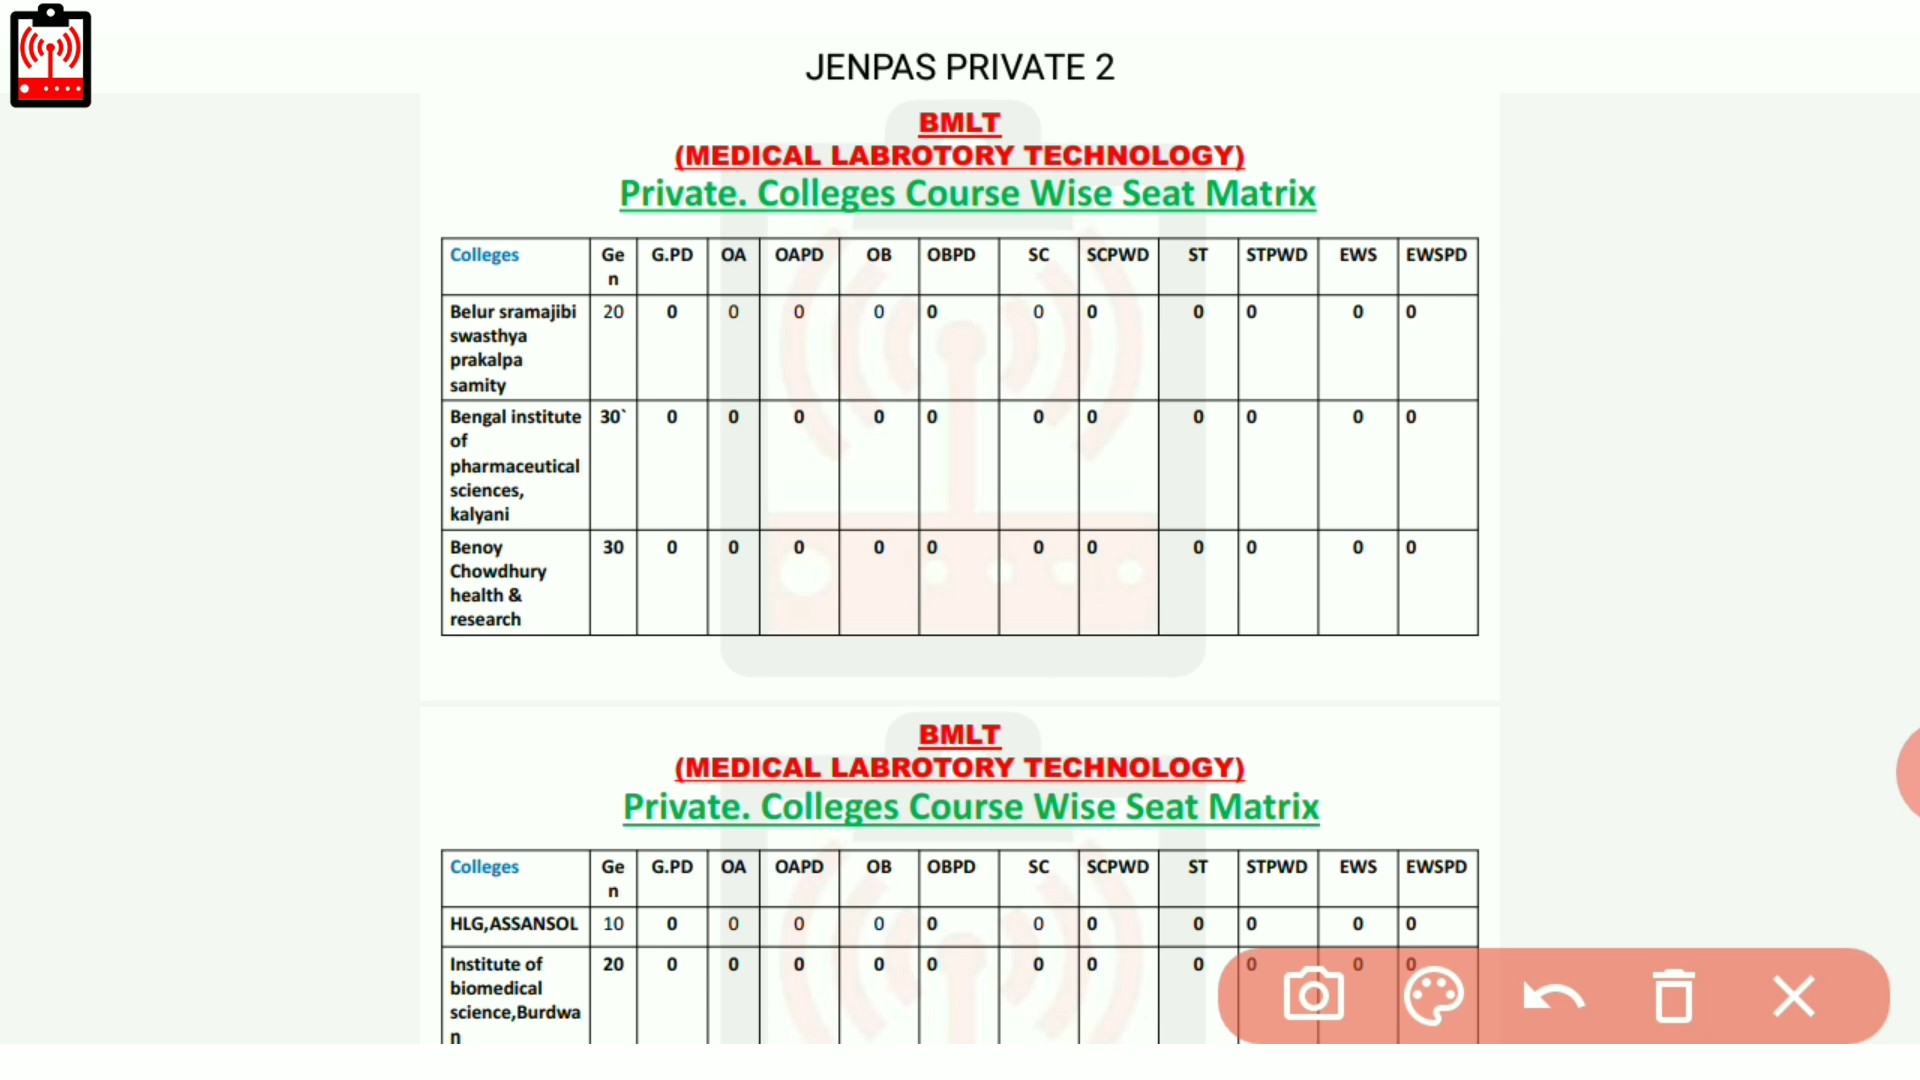 JENPAS PRIVATE 2
BMLT
(MEDICAL LABROTORY TECHNOLOGY)
Private. Colleges Course Wise Seat Matrix
Colleges Ge G.PD OA OAPD OB OBPD SC SCPWD ST STPWD EWS EWSPD
n
Belur sramajibi 20 0 0 0 0 0 0 0 0 0 0 0
swasthya
prakalpa
samity
Bengal institute 30` 0 0 0 0 0 0 0 0 0 0 0
of
pharmaceutical
sciences,
kalyani
Benoy 30 0 0 0 0 0 0 0 0 0 0 0
Chowdhury
health &
research
BMLT
(MEDICAL LABROTORY TECHNOLOGY)
Private. Colleges Course Wise Seat Matrix
Colleges Ge G.PD OA OAPD OB OBPD SC SCPWD ST STPWD EWS EWSPD
n
HLG,ASSANSOL 10 0 0 0 0 0 0 0 0 0 0 0
Institute of 20 0 0 0 0 0 0 0 0 0 0 0
biomedical
science,Burdwa
n